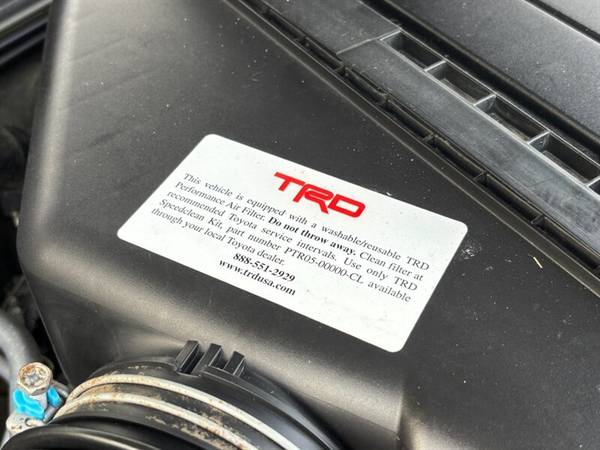 TRD
This vehicle is equipped with a washable/reusable TRD
Performance Air Filter. Do not throw away. Clean filter at
recommended Toyota service intervals. Use only TRD
Speedclean Kit, part number PTR05-00000-CL available
through your local Toyota dealer.
888-551-2929
www.trdusa.com